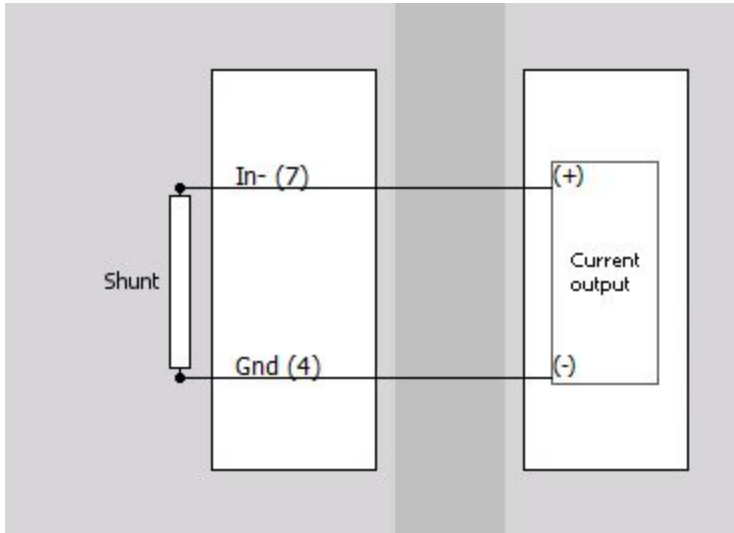 In- (7)
(+)
Shunt
Current
output
Gnd (4)
(-)